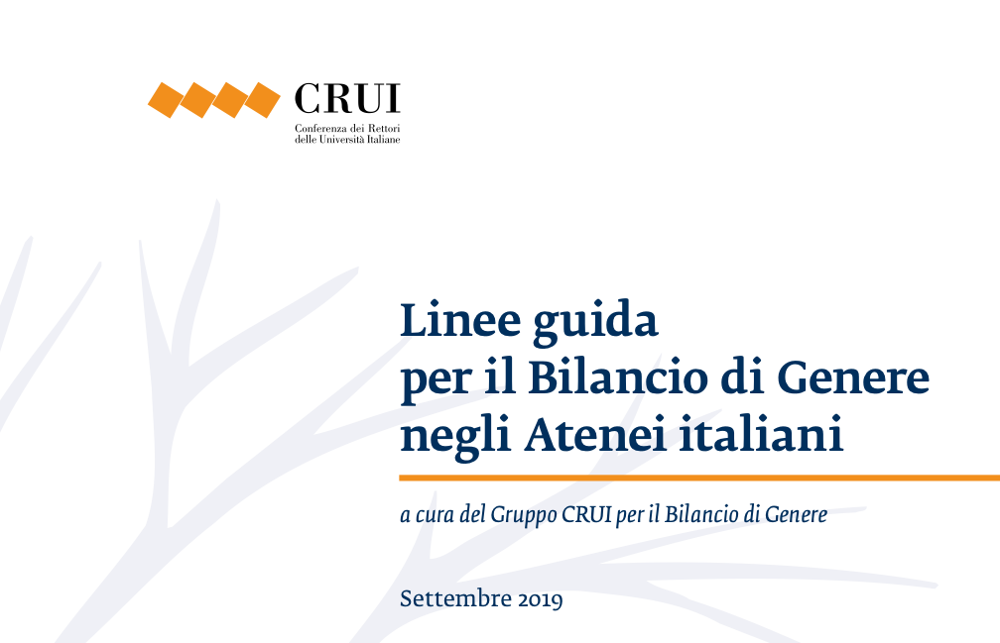 CRUI
Conferenza dei Rettori
delle Università Italiane
Linee guida
per il Bilancio di Genere
negli Atenei italiani
a cura del Gruppo CRUI per il Bilancio di Genere
Settembre 2019